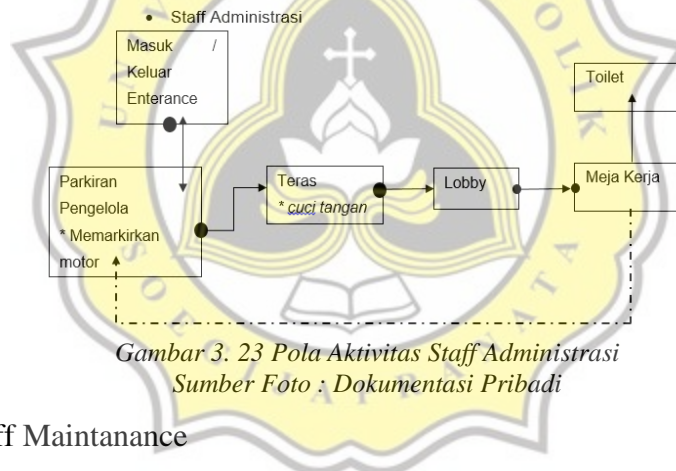 • Staff Administrasi
Masuk /
Keluar
Enterance
Toilet
Parkiran
Pengelola
* Memarkirkan
motor
Teras
* cuci tangan
Lobby
Meja Kerja
Gambar 3. 23 Pola Aktivitas Staff Administrasi
Sumber Foto : Dokumentasi Pribadi
ff Maintanance
SOEGIJAPRANATA